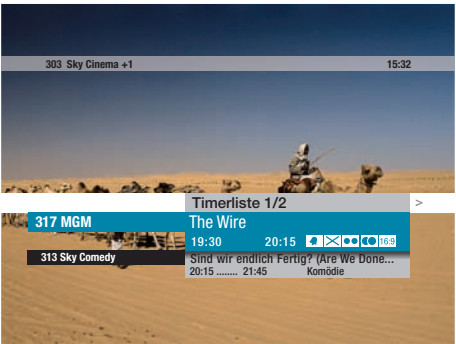 303 Sky Cinema +1 15:32
Timerliste 1/2 >
317 MGM The Wire
19:30 20:15 16:9
313 Sky Comedy Sind wir endlich Fertig? (Are We Done...
20:15 ........ 21:45 Komödie